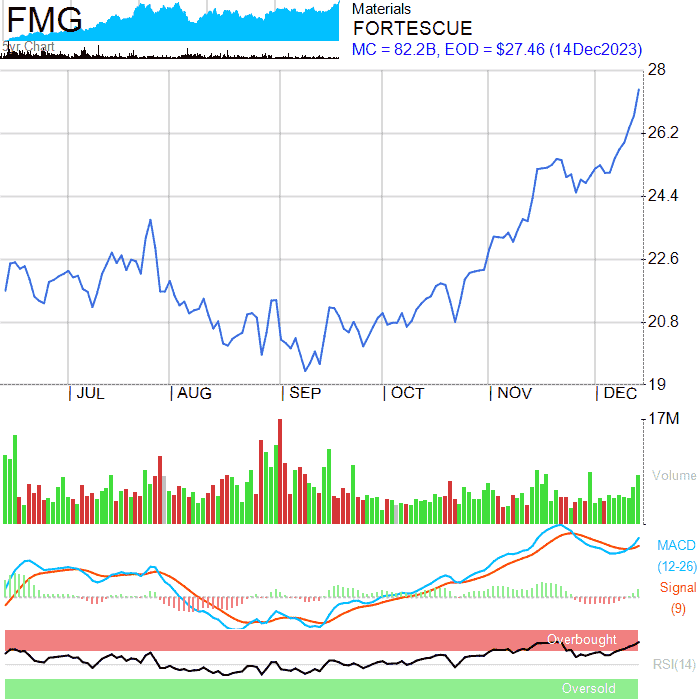 FMG
5yr Chart
Materials
FORTESCUE
MC = 82.2B, EOD = $27.46 (14Dec2023)
28
26.2
24.4
22.6
20.8
19
JUL AUG SEP OCT NOV DEC
17M
Volume
MACD
(12-26)
Signal
(9)
Overbought
RSI(14)
Oversold